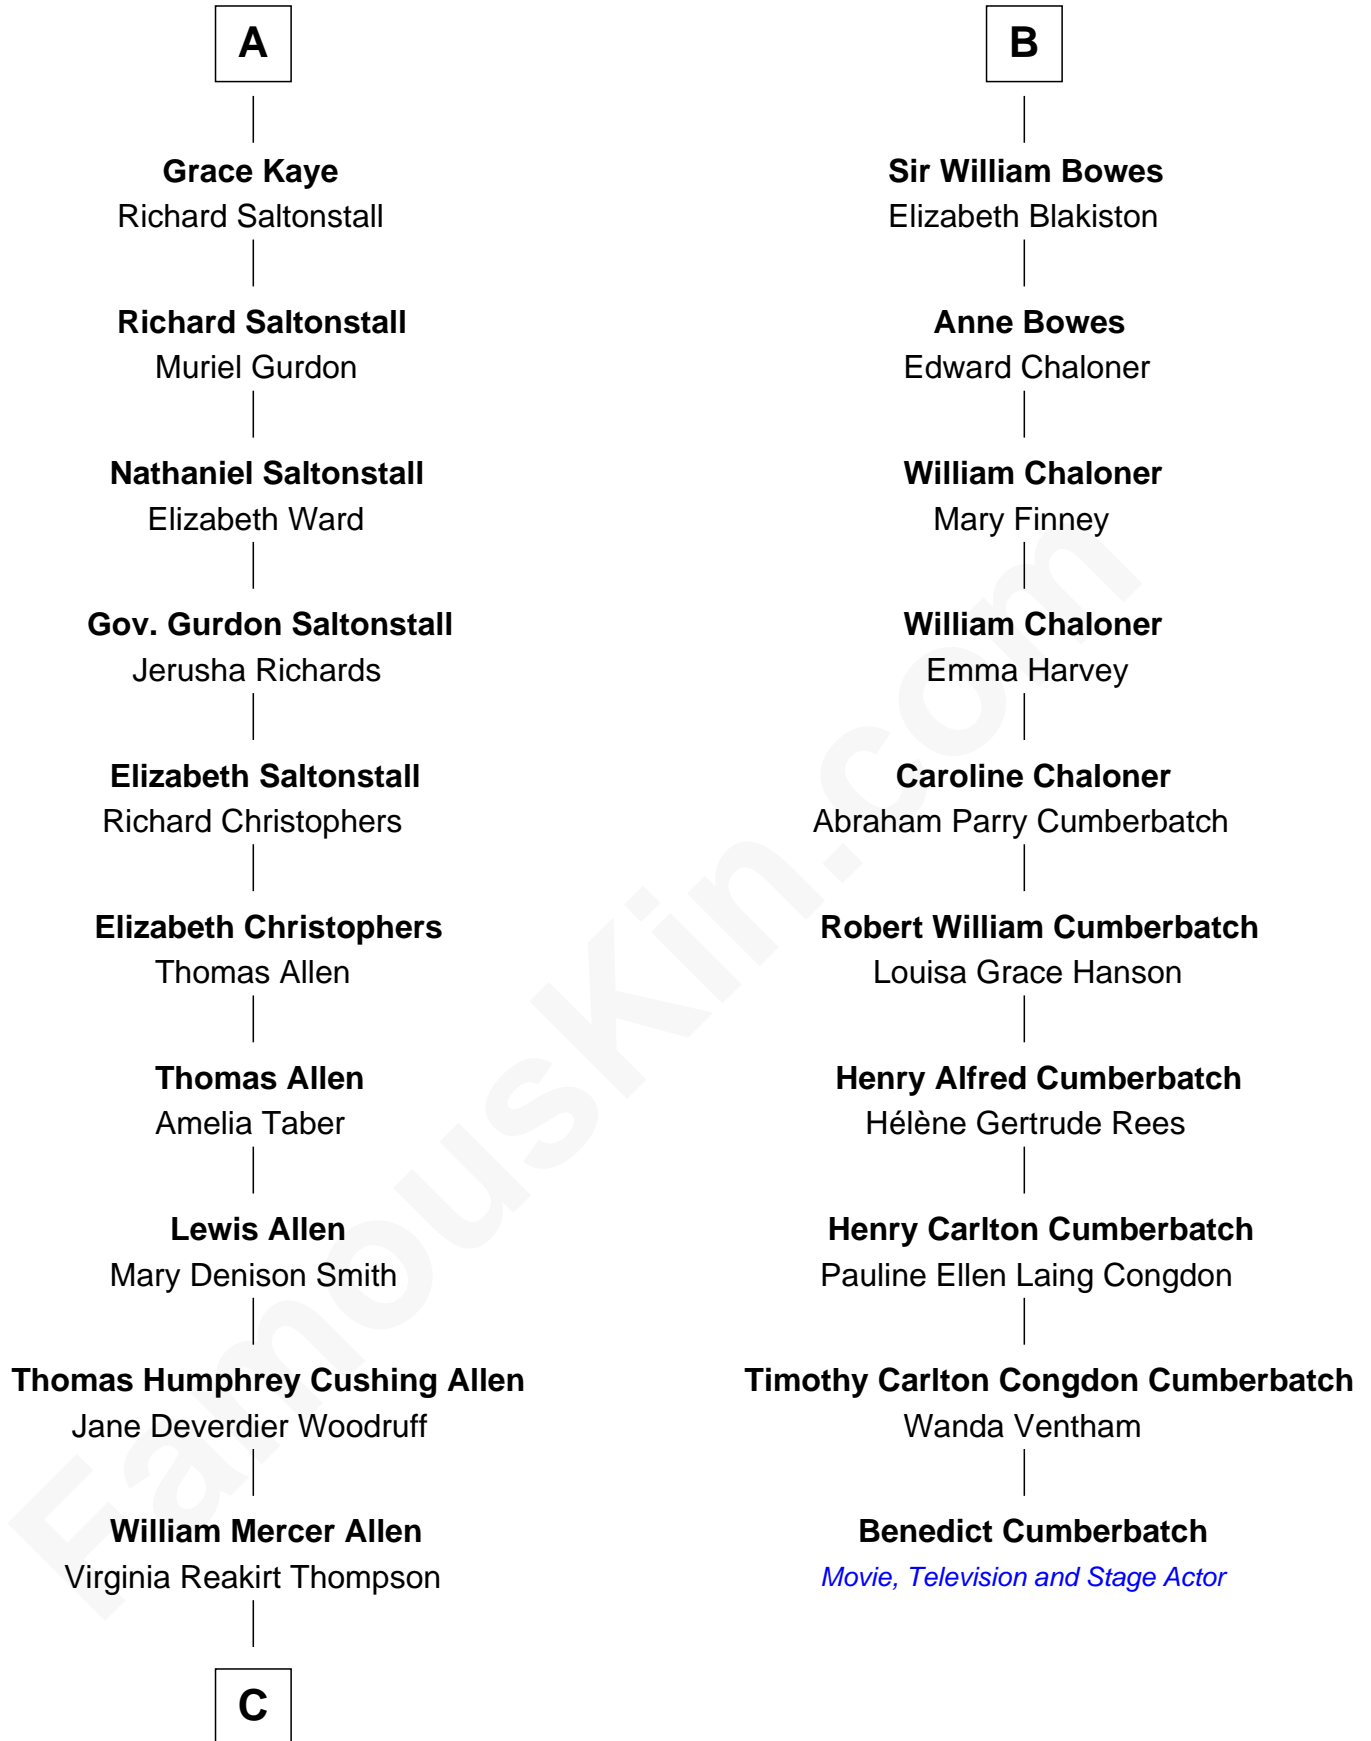 A
Grace Kaye
Richard Saltonstall
Richard Saltonstall
Muriel Gurdon
Nathaniel Saltonstall
Elizabeth Ward
Gov. Gurdon Saltonstall
Jerusha Richards
Elizabeth Saltonstall
Richard Christophers
Elizabeth Christophers
Thomas Allen
Thomas Allen
Amelia Taber
Lewis Allen
Mary Denison Smith
Thomas Humphrey Cushing Allen
Jane Deverdier Woodruff
William Mercer Allen
Virginia Reakirt Thompson
C
B
Sir William Bowes
Elizabeth Blakiston
Anne Bowes
Edward Chaloner
William Chaloner
Mary Finney
William Chaloner
Emma Harvey
Caroline Chaloner
Abraham Parry Cumberbatch
Robert William Cumberbatch
Louisa Grace Hanson
Henry Alfred Cumberbatch
Hélène Gertrude Rees
Henry Carlton Cumberbatch
Pauline Ellen Laing Congdon
Timothy Carlton Congdon Cumberbatch
Wanda Ventham
Benedict Cumberbatch
Movie, Television and Stage Actor
FamousKin.com